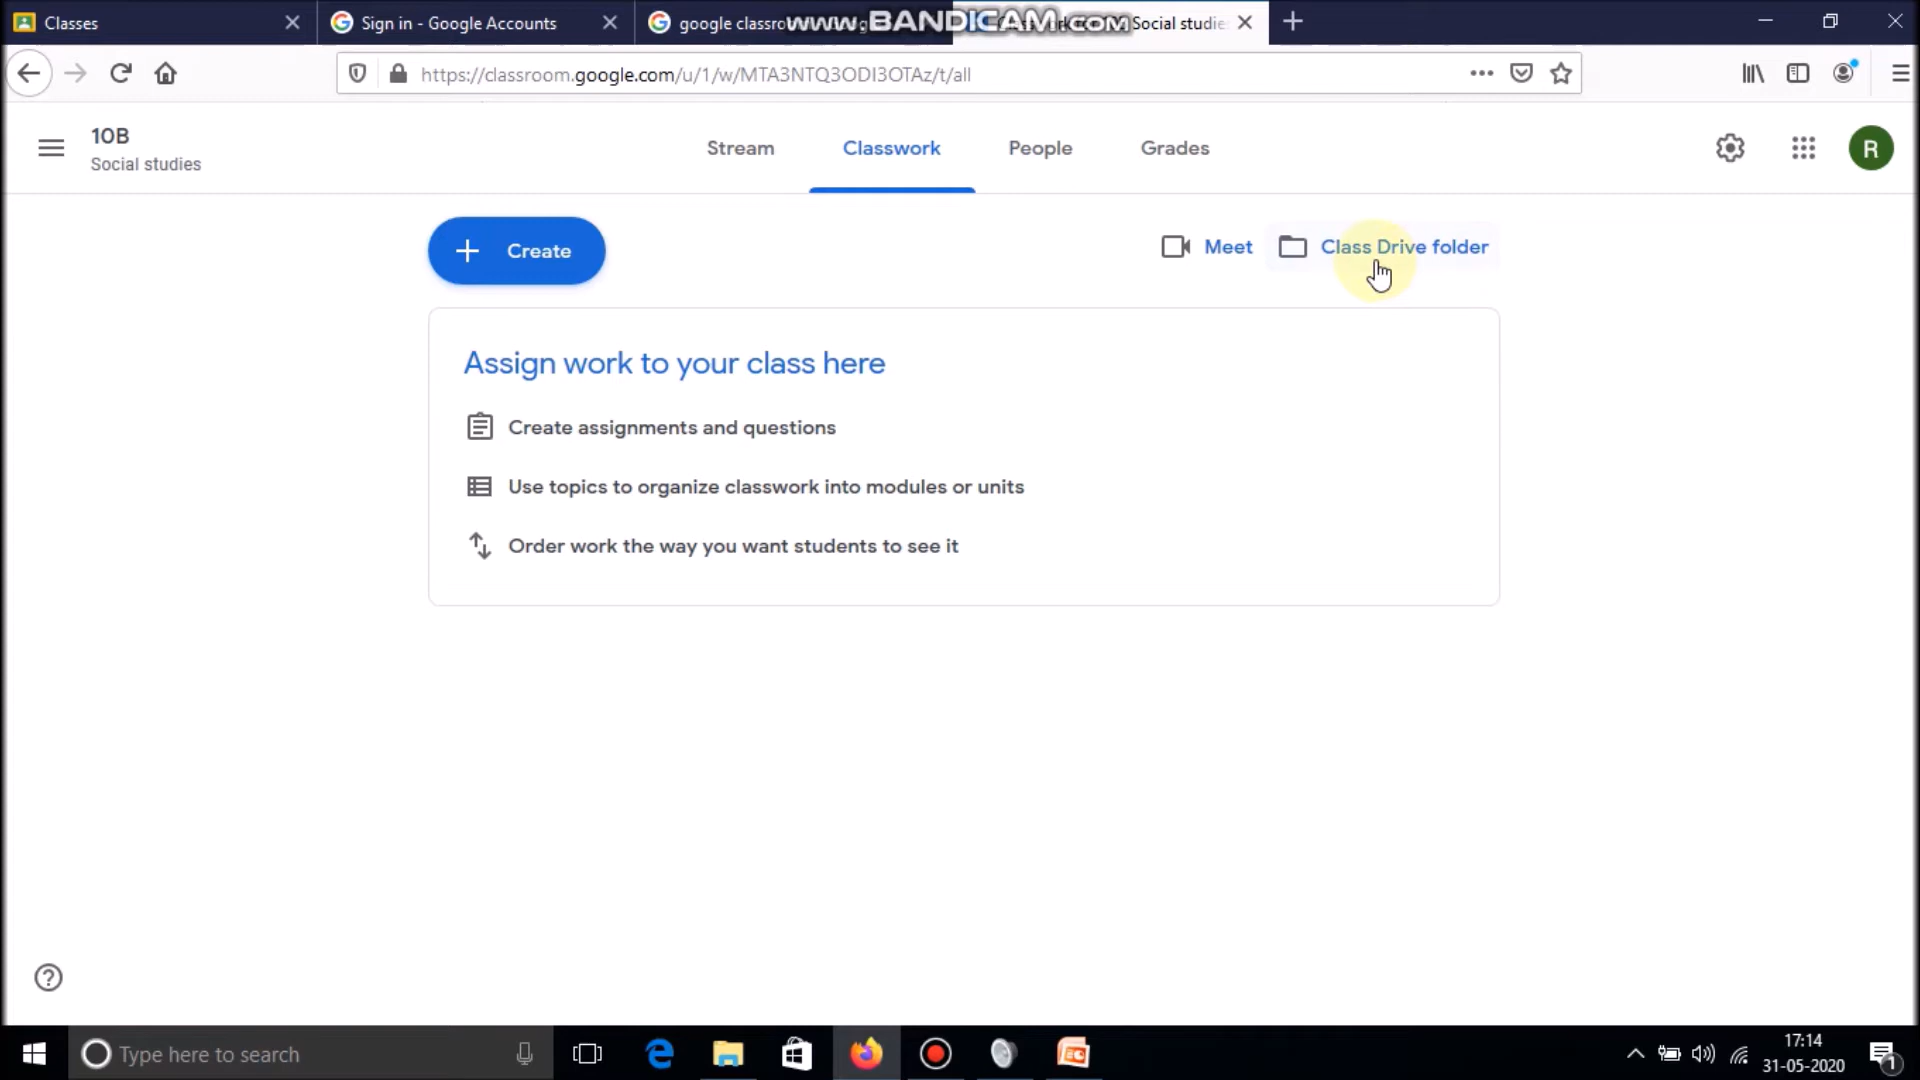 Classes
Sign in - Google Accounts
google classroo
www.BANDICAM.com
Social studie
https://classroom.google.com/u/1/w/MTA3NTQ3ODI3OTAz/t/all
10B
Social studies
Stream
Classwork
People
Grades
R
Create
Meet
Class Drive folder
Assign work to your class here
Create assignments and questions
Use topics to organize classwork into modules or units
Order work the way you want students to see it
Type here to search
17:14
31-05-2020
1